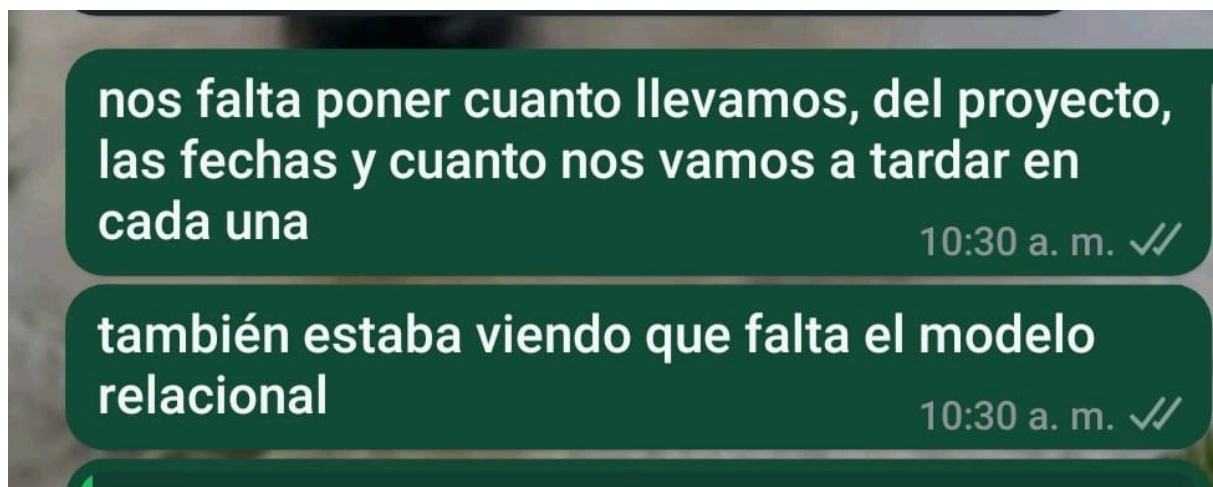 nos falta poner cuanto llevamos, del proyecto,
las fechas y cuanto nos vamos a tardar en
cada una
10:30 a. m.
también estaba viendo que falta el modelo
relacional
10:30 a. m.